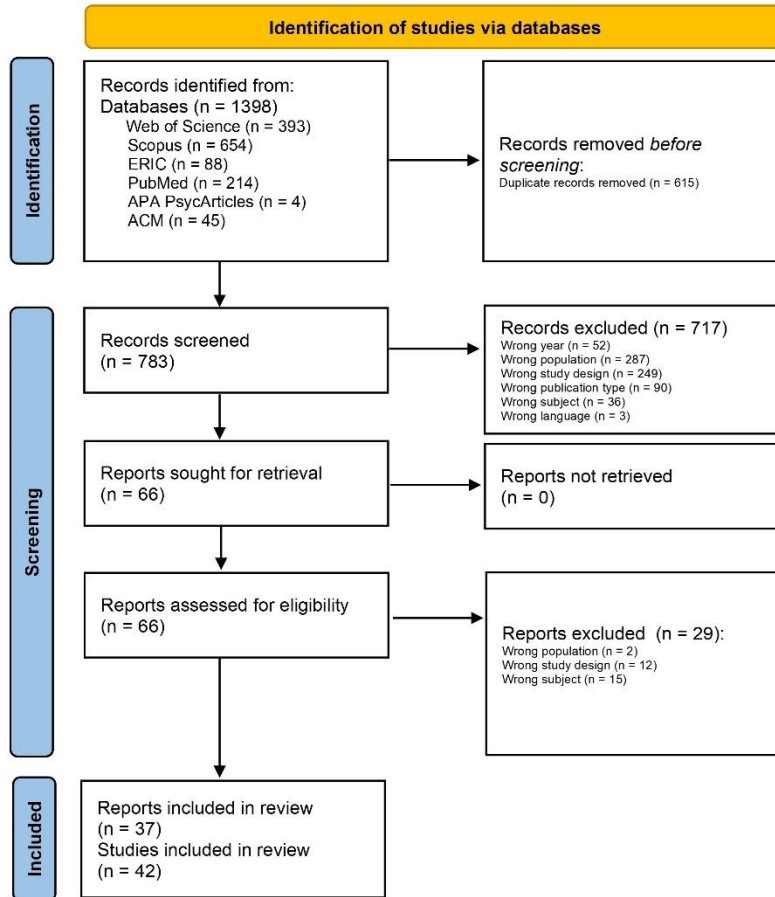 Identification of studies via databases
Identification
Records identified from:
Databases (n = 1398)
Web of Science (n = 393)
Scopus (n = 654)
ERIC (n = 88)
PubMed (n = 214)
APA PsycArticles (n = 4)
ACM (n = 45)
Records removed before
screening:
Duplicate records removed (n = 615)
Screening
Records screened
(n = 783)
Records excluded (n = 717)
Wrong year (n = 52)
Wrong population (n = 287)
Wrong study design (n = 249)
Wrong publication type (n = 90)
Wrong subject (n = 36)
Wrong language (n = 3)
Reports sought for retrieval
(n = 66)
Reports not retrieved
(n = 0)
Reports assessed for eligibility
(n = 66)
Reports excluded (n = 29):
Wrong population (n = 2)
Wrong study design (n = 12)
Wrong subject (n = 15)
Included
Reports included in review
(n = 37)
Studies included in review
(n = 42)